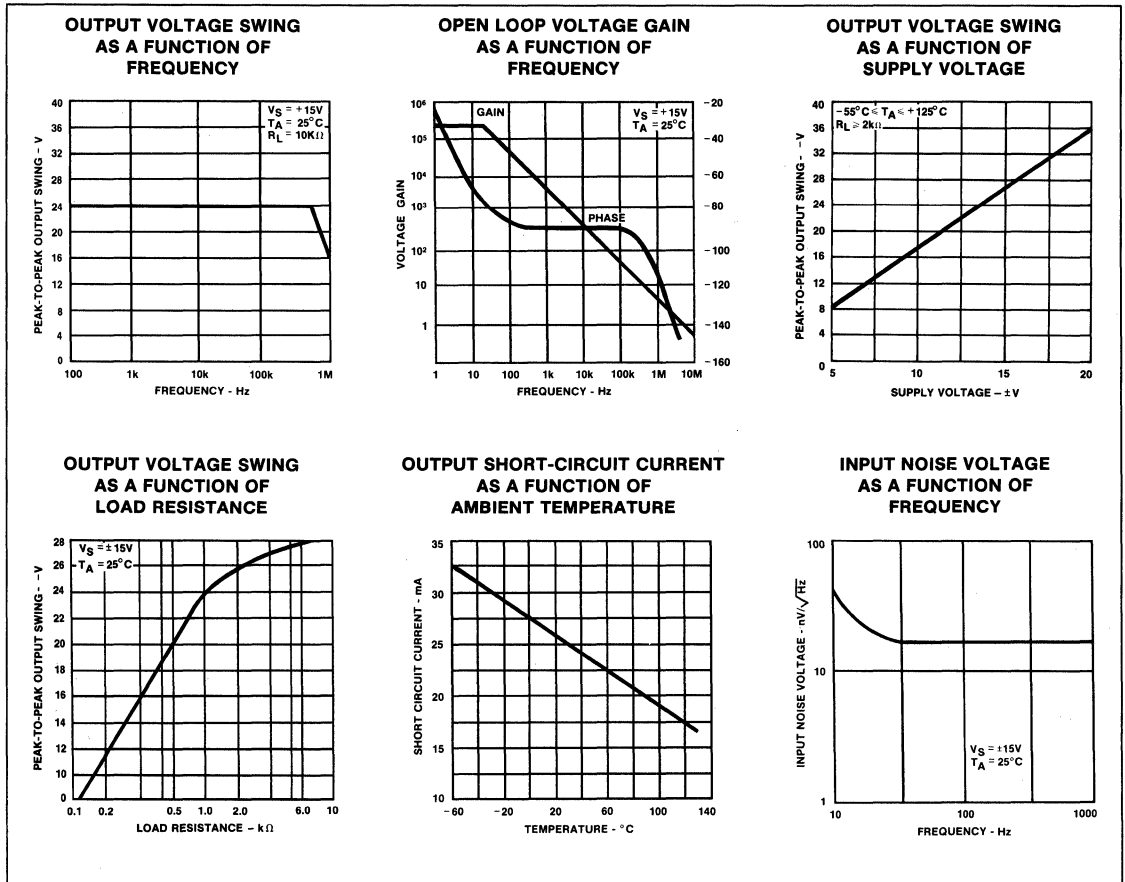 OUTPUT VOLTAGE SWING
AS A FUNCTION OF
FREQUENCY
40
36
32
28
24
20
16
12
8
4
0
PEAK-TO-PEAK OUTPUT SWING - V
VS = +15V
TA = 25°C
RL = 10KΩ
100 1k 10k 100k 1M
FREQUENCY - Hz
OPEN LOOP VOLTAGE GAIN
AS A FUNCTION OF
FREQUENCY
10⁶
10⁵
10⁴
10³
10²
10
1
VOLTAGE GAIN
GAIN
VS = +15V
TA = 25°C
PHASE
-20
-40
-60
-80
-100
-120
-140
-160
1 10 100 1k 10k 100k 1M 10M
FREQUENCY - Hz
OUTPUT VOLTAGE SWING
AS A FUNCTION OF
SUPPLY VOLTAGE
40
36
32
28
24
20
16
12
8
4
0
PEAK-TO-PEAK OUTPUT SWING - -V
-55°C ≤ TA ≤ +125°C
RL ≥ 2kΩ
5 10 15 20
SUPPLY VOLTAGE - ±V
OUTPUT VOLTAGE SWING
AS A FUNCTION OF
LOAD RESISTANCE
28
26
24
22
20
18
16
14
12
10
0
PEAK-TO-PEAK OUTPUT SWING - -V
VS = ±15V
TA = 25°C
0.1 0.2 0.5 1.0 2.0 6.0 10
LOAD RESISTANCE - kΩ
OUTPUT SHORT-CIRCUIT CURRENT
AS A FUNCTION OF
AMBIENT TEMPERATURE
35
30
25
20
15
10
SHORT CIRCUIT CURRENT - mA
-60 -20 20 60 100 140
TEMPERATURE - °C
INPUT NOISE VOLTAGE
AS A FUNCTION OF
FREQUENCY
100
10
1
INPUT NOISE VOLTAGE - nV/√Hz
VS = ±15V
TA = 25°C
10 100 1000
FREQUENCY - Hz